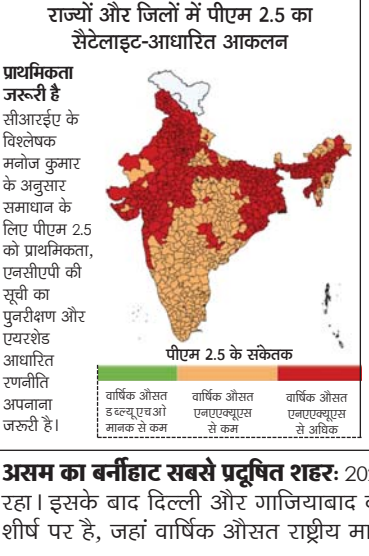 राज्यों और जिलों में पीएम 2.5 का
सैटेलाइट-आधारित आकलन
प्राथमिकता
जरूरी है
सीआरईए के
विश्लेषक
मनोज कुमार
के अनुसार
समाधान के
लिए पीएम 2.5
को प्राथमिकता,
एनसीएपी की
सूची का
पुनरीक्षण और
एयरशेड
आधारित
रणनीति
अपनाना
जरूरी है।
पीएम 2.5 के संकेतक
वार्षिक औसत
डब्ल्यूएचओ
मानक से कम
वार्षिक औसत
एनएएक्यूएस
से कम
वार्षिक औसत
एनएएक्यूएस
से अधिक
असम का बर्नीहाट सबसे प्रदूषित शहर:
रहा। इसके बाद दिल्ली और गाजियाबाद
शीर्ष पर है, जहां वार्षिक औसत राष्ट्रीय